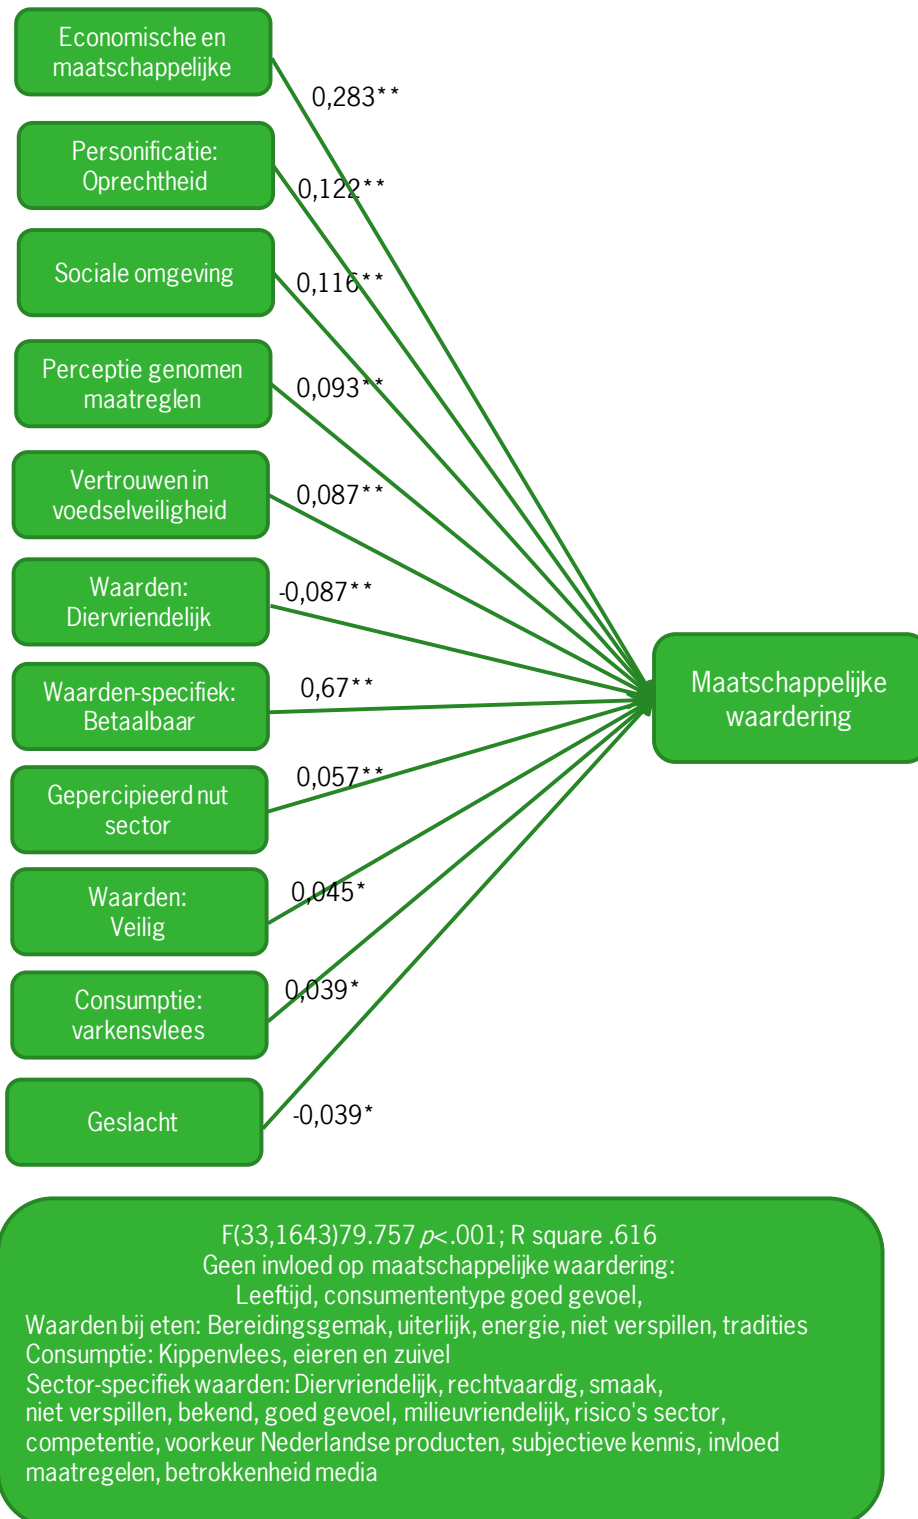 Economische en
maatschappelijke
0,283**
Personificatie:
Oprechtheid
0,122**
Sociale omgeving
0,116**
Perceptie genomen
maatreglen
0,093**
Vertrouwen in
voedselveiligheid
0,087**
Waarden:
Diervriendelijk
-0,087**
Waarden-specifiek:
Betaalbaar
0,67**
Maatschappelijke
waardering
Gepercipieerd nut
sector
0,057**
Waarden:
Veilig
0,045*
Consumptie:
varkensvlees
0,039*
Geslacht
-0,039*
F(33,1643)79.757 p<.001; R square .616
Geen invloed op maatschappelijke waardering:
Leeftijd, consumententype goed gevoel,
Waarden bij eten: Bereidingsgemak, uiterlijk, energie, niet verspillen, tradities
Consumptie: Kippenvlees, eieren en zuivel
Sector-specifiek waarden: Diervriendelijk, rechtvaardig, smaak,
niet verspillen, bekend, goed gevoel, milieuvriendelijk, risico's sector,
competentie, voorkeur Nederlandse producten, subjectieve kennis, invloed
maatregelen, betrokkenheid media